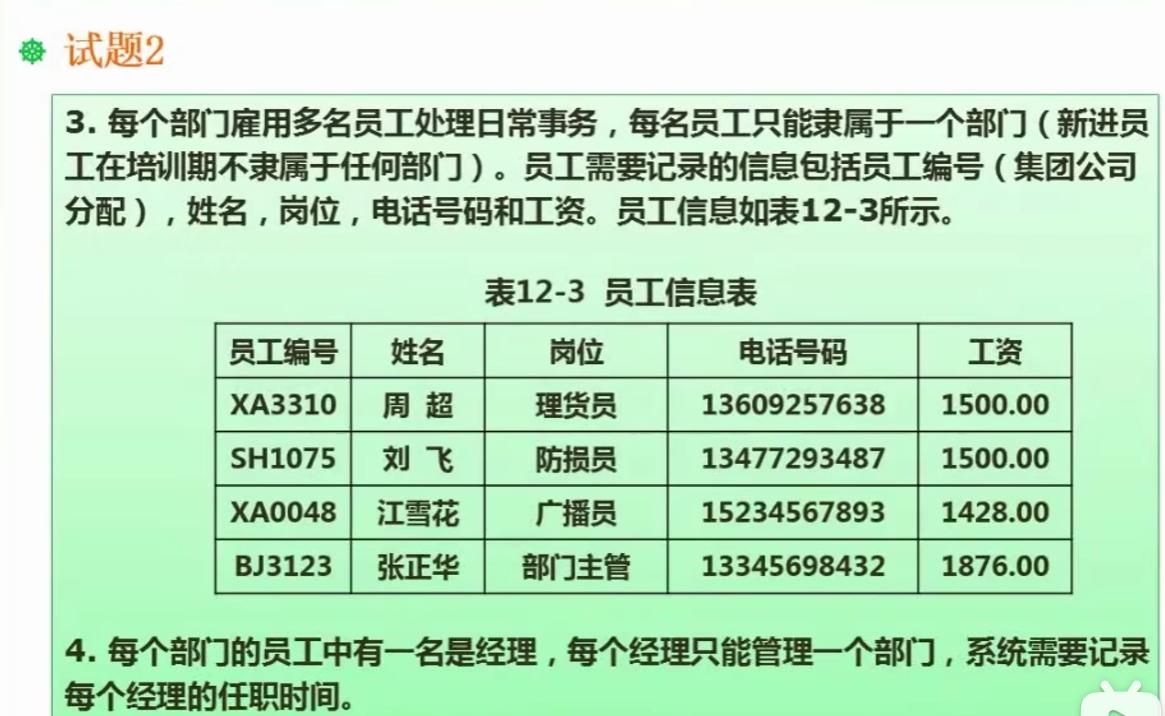 试题2
3. 每个部门雇用多名员工处理日常事务，每名员工只能隶属于一个部门（新进员
工在培训期不隶属于任何部门）。员工需要记录的信息包括员工编号（集团公司
分配），姓名，岗位，电话号码和工资。员工信息如表12-3所示。
表12-3 员工信息表
员工编号 姓名 岗位 电话号码 工资
XA3310 周 超 理货员 13609257638 1500.00
SH1075 刘 飞 防损员 13477293487 1500.00
XA0048 江雪花 广播员 15234567893 1428.00
BJ3123 张正华 部门主管 13345698432 1876.00
4. 每个部门的员工中有一名是经理，每个经理只能管理一个部门，系统需要记录
每个经理的任职时间。